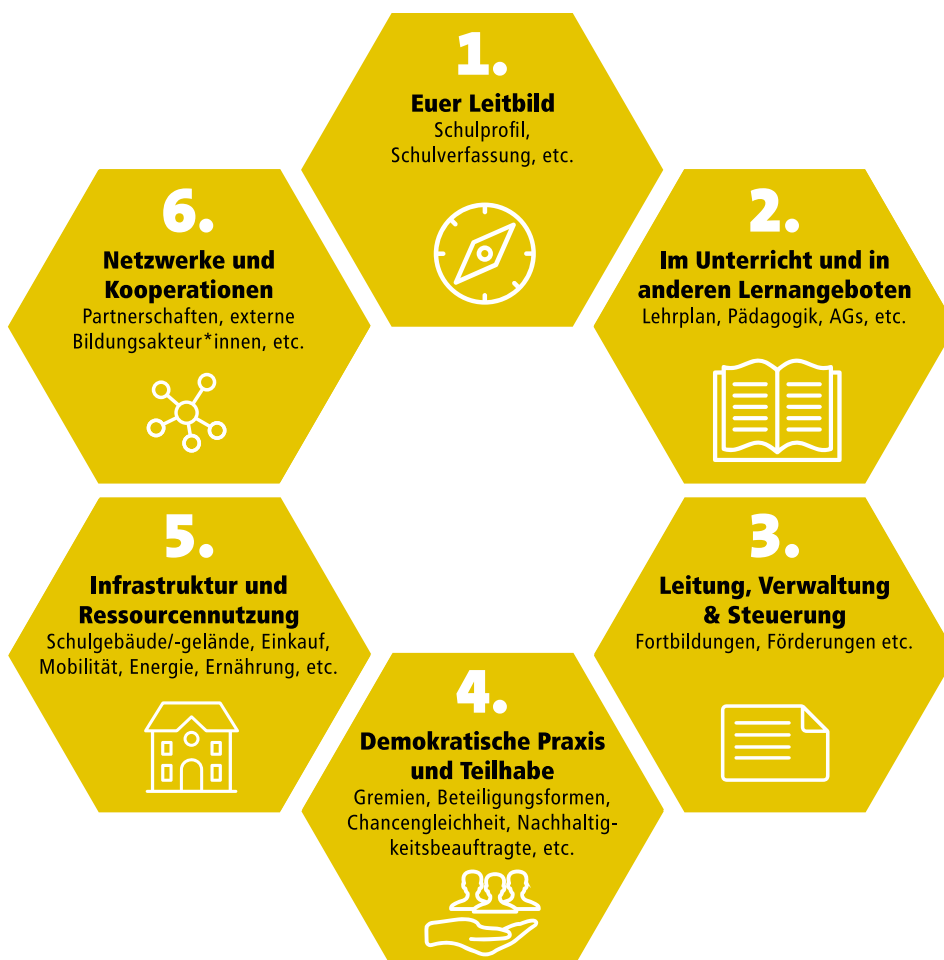 1.
Euer Leitbild
Schulprofil,
Schulverfassung, etc.
2.
Im Unterricht und in
anderen Lernangeboten
Lehrplan, Pädagogik, AGs, etc.
3.
Leitung, Verwaltung
& Steuerung
Fortbildungen, Förderungen etc.
4.
Demokratische Praxis
und Teilhabe
Gremien, Beteiligungsformen,
Chancengleichheit, Nachhaltig-
keitsbeauftragte, etc.
5.
Infrastruktur und
Ressourcennutzung
Schulgebäude/-gelände, Einkauf,
Mobilität, Energie, Ernährung, etc.
6.
Netzwerke und
Kooperationen
Partnerschaften, externe
Bildungsakteur*innen, etc.